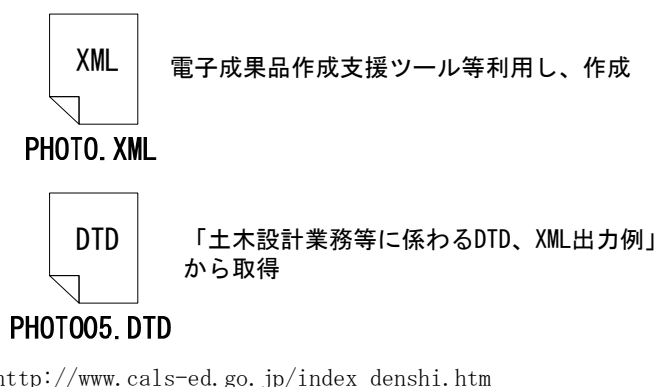 XML
電子成果品作成支援ツール等利用し、作成
PHOTO.XML
DTD
「土木設計業務等に係わるDTD、XML出力例」
から取得
PHOTO05.DTD
http://www.cals-ed.go.jp/index_denshi.htm